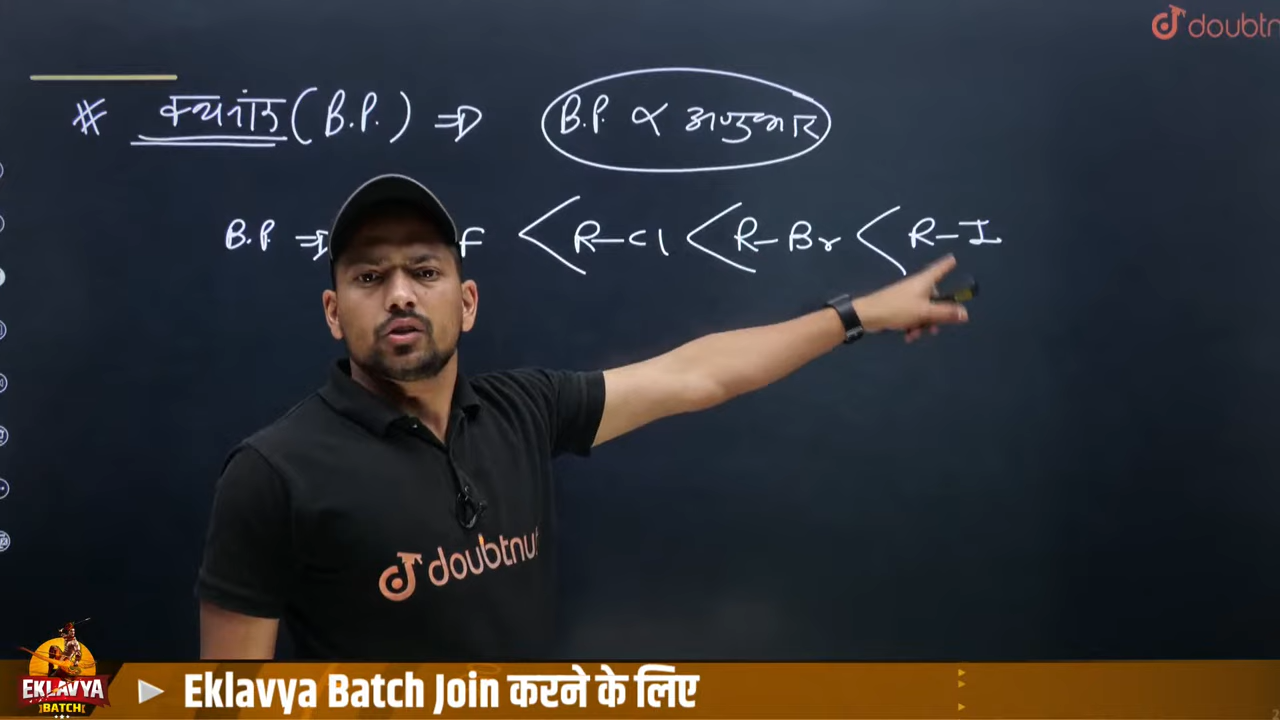 doubtn
# क्वथनांक (B.P.) ⇒ B.P. ∝ अणुभार
B.P. ⇒ F < R-Cl < R-Br < R-I
doubtnut
EKLAVYA
BATCH
Eklavya Batch Join करने के लिए